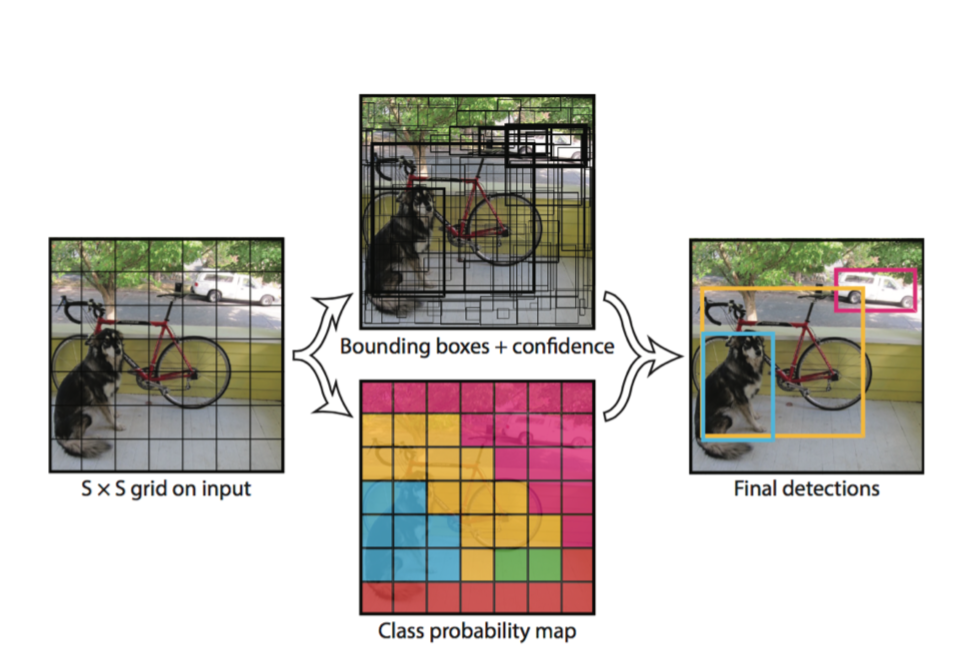 Bounding boxes + confidence
S × S grid on input
Final detections
Class probability map